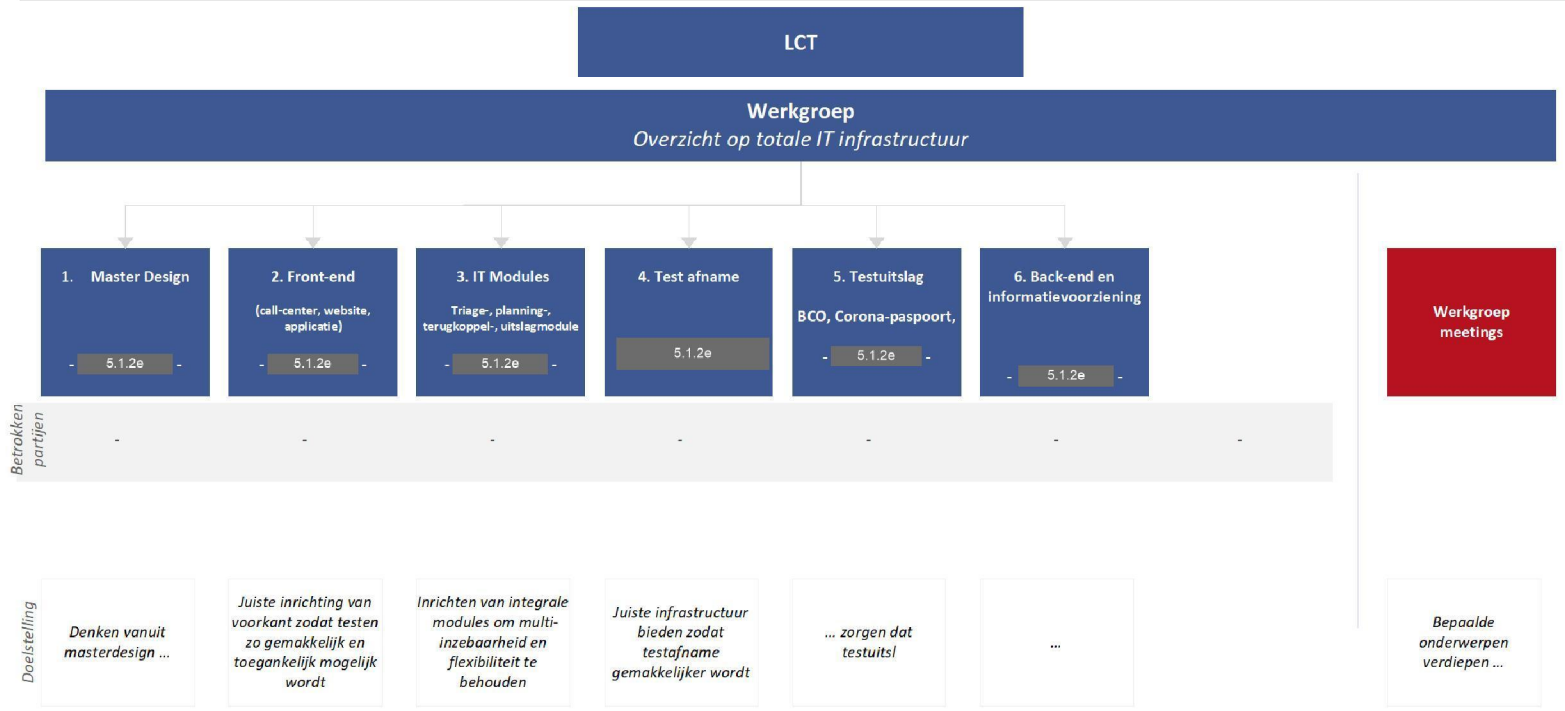 LCT
Werkgroep
Overzicht op totale IT infrastructuur
1. Master Design
- 5.1.2e -
2. Front-end
(call-center, website,
applicatie)
- 5.1.2e -
3. IT Modules
Triage-, planning-,
terugkoppel-, uitslagmodule
- 5.1.2e -
4. Test afname
5.1.2e
5. Testuitslag
BCO, Corona-paspoort,
- 5.1.2e -
6. Back-end en
informatievoorziening
- 5.1.2e -
Werkgroep
meetings
Betrokken
partijen
- - - - - - -
Doelstelling
Denken vanuit
masterdesign ...
Juiste inrichting van
voorkant zodat testen
zo gemakkelijk en
toegankelijk mogelijk
wordt
Inrichten van integrale
modules om multi-
inzebaarheid en
flexibiliteit te
behouden
Juiste infrastructuur
bieden zodat
testafname
gemakkelijker wordt
... zorgen dat
testuitsl
...
Bepaalde
onderwerpen
verdiepen ...